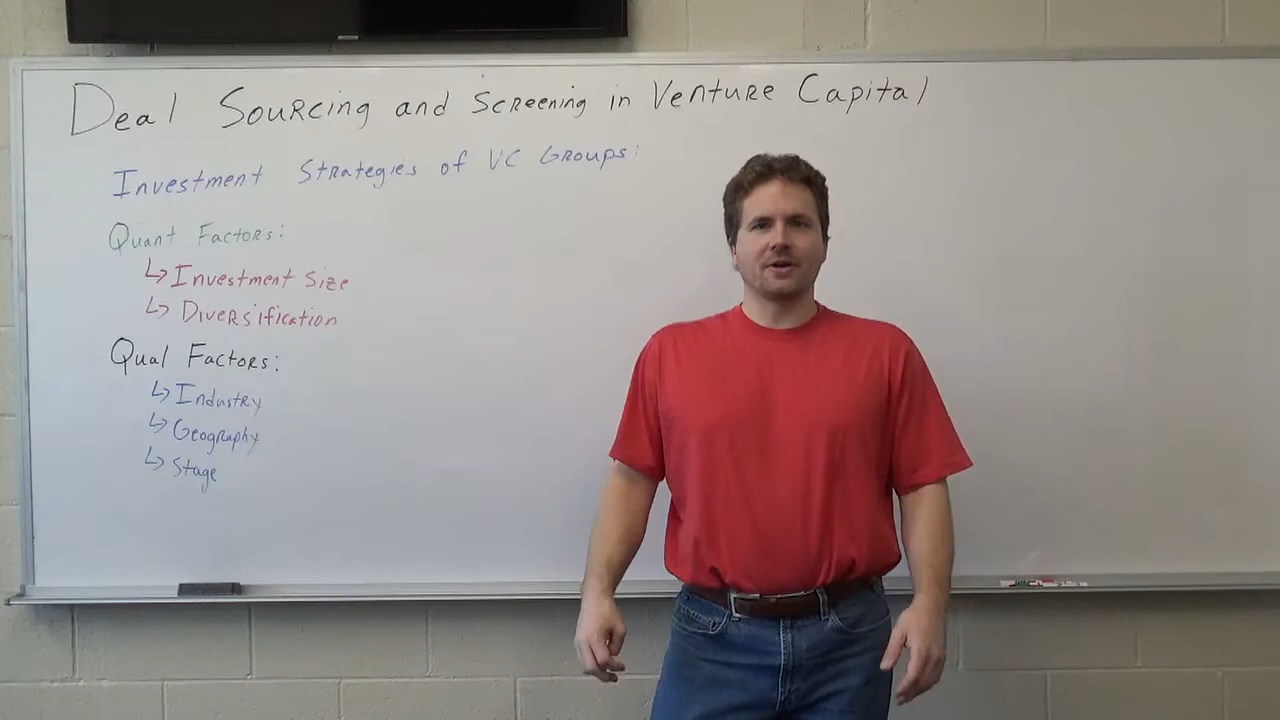 Deal Sourcing and Screening in Venture Capital
Investment Strategies of VC Groups:
Quant Factors:
↳ Investment Size
↳ Diversification
Qual Factors:
↳ Industry
↳ Geography
↳ Stage